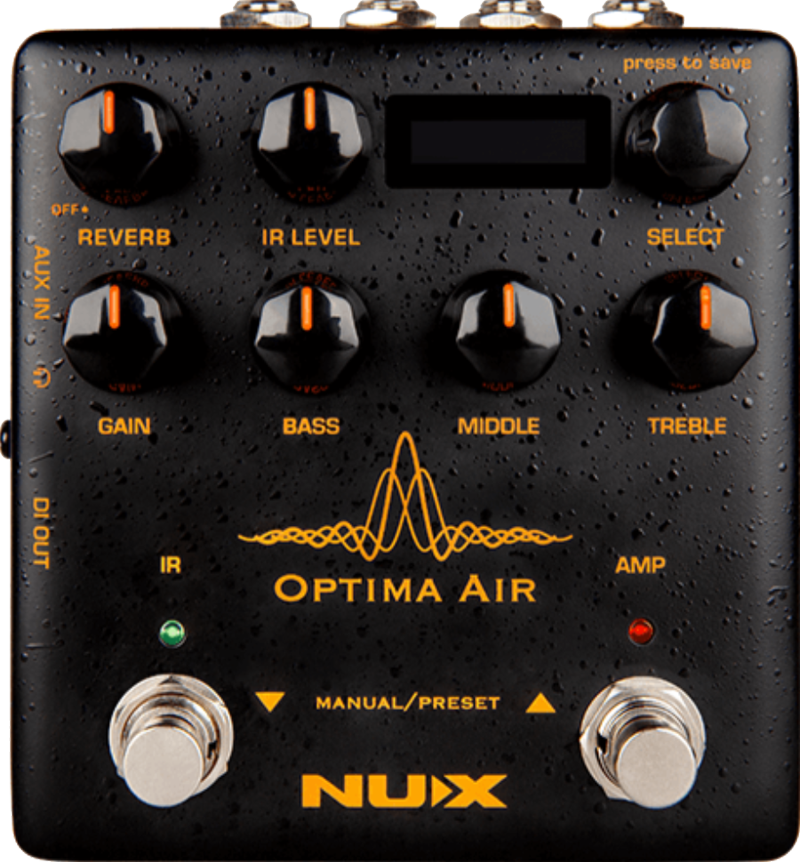 press to save
OFF
REVERB
IR LEVEL
SELECT
AUX IN
GAIN
BASS
MIDDLE
TREBLE
DI OUT
IR
AMP
OPTIMA AIR
MANUAL/PRESET
NUX